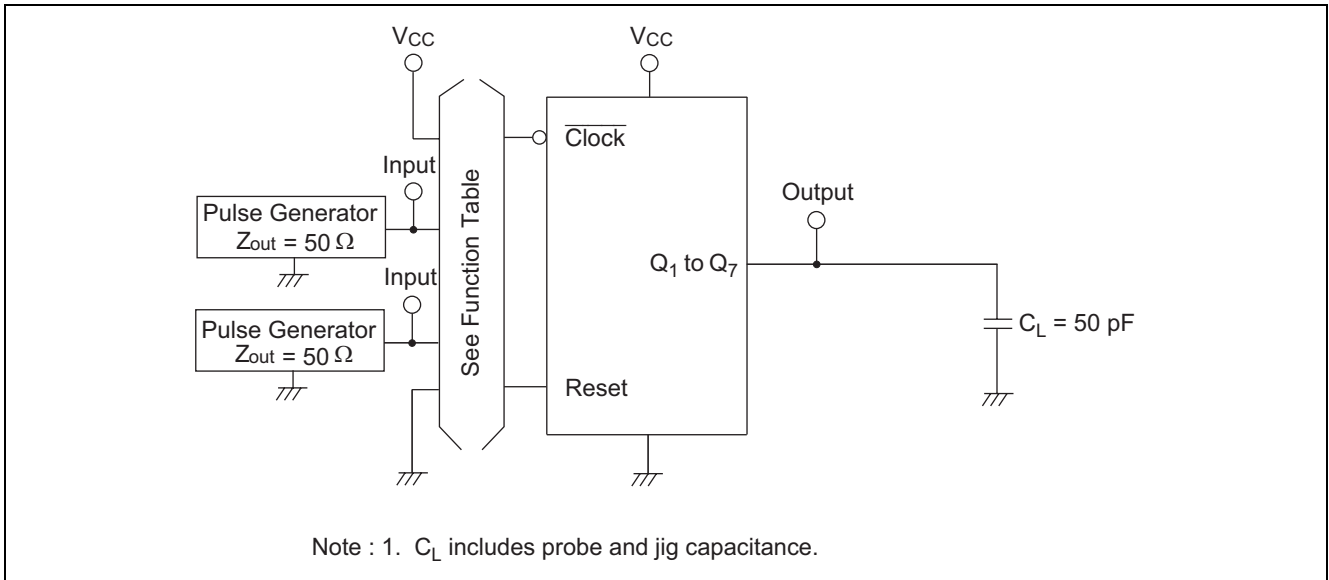 VCC
VCC
Clock
Input
See Function Table
Pulse Generator
Zout = 50 Ω
Output
Q1 to Q7
Input
Pulse Generator
Zout = 50 Ω
CL = 50 pF
Reset
Note : 1. CL includes probe and jig capacitance.